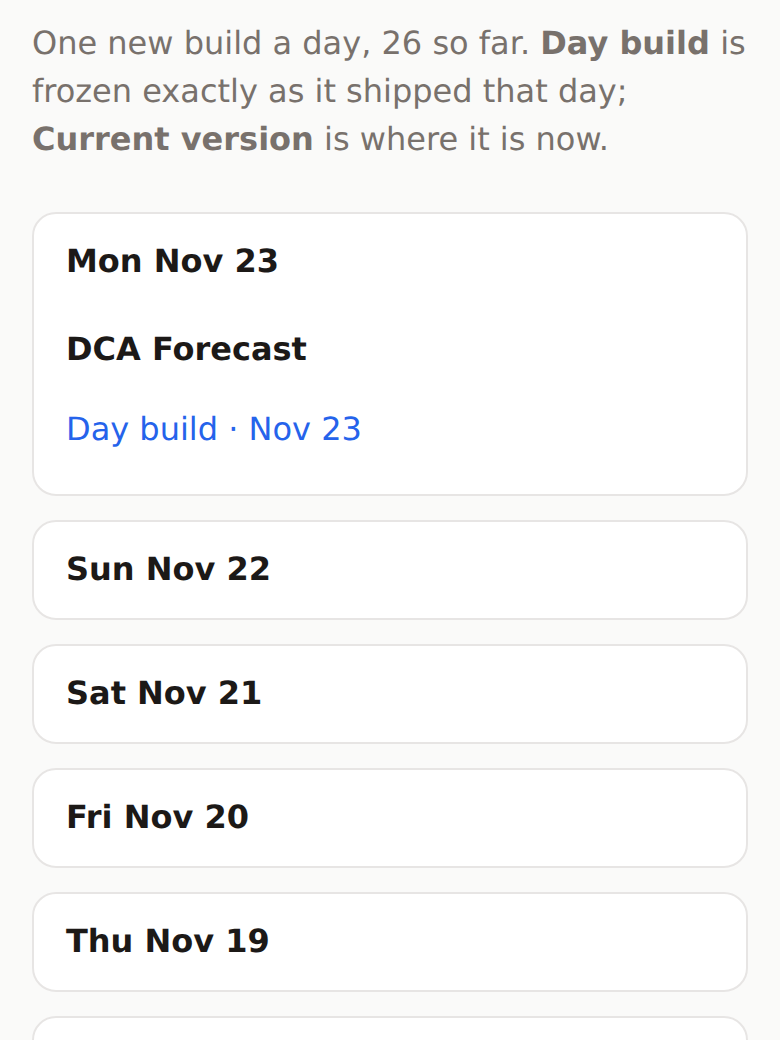 One new build a day, 26 so far. Day build is
frozen exactly as it shipped that day;
Current version is where it is now.
Mon Nov 23
DCA Forecast
Day build · Nov 23
Sun Nov 22
Sat Nov 21
Fri Nov 20
Thu Nov 19